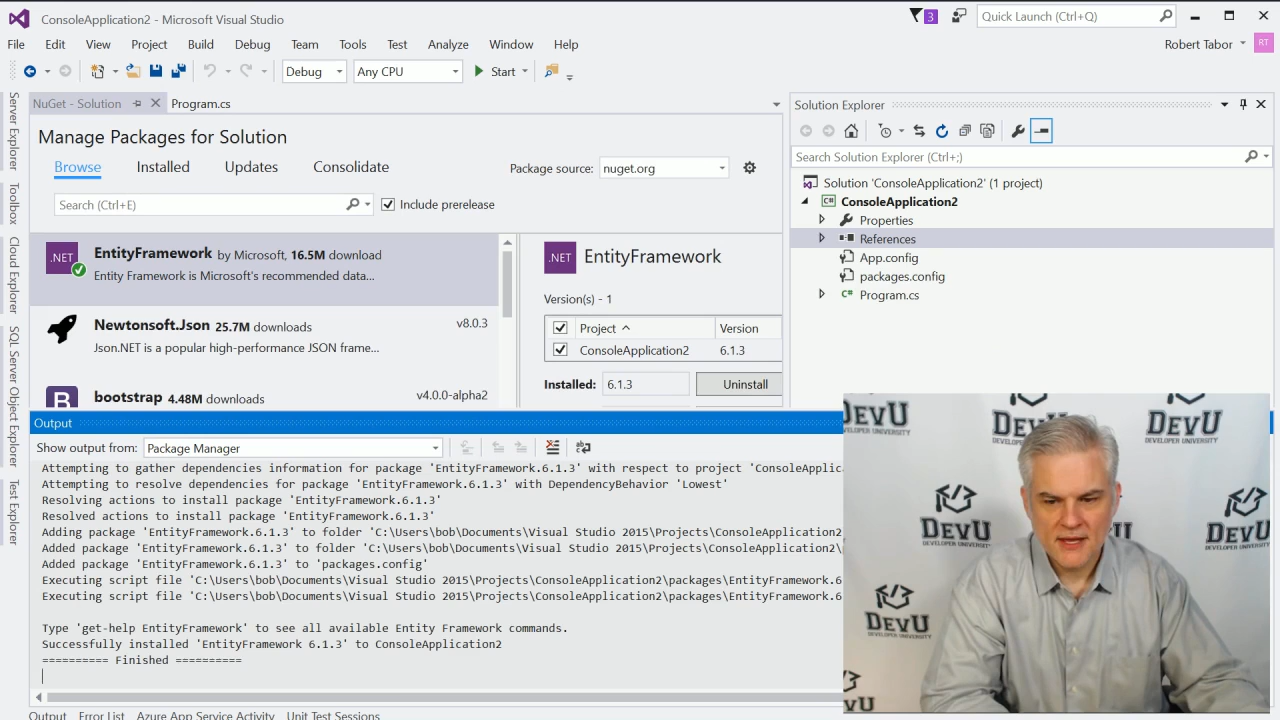 ConsoleApplication2 - Microsoft Visual Studio
3
Quick Launch (Ctrl+Q)
File Edit View Project Build Debug Team Tools Test Analyze Window Help
Robert Tabor
RT
Debug
Any CPU
Start
Server Explorer
Toolbox
Cloud Explorer
SQL Server Object Explorer
Test Explorer
NuGet - Solution
Program.cs
Manage Packages for Solution
Browse Installed Updates Consolidate
Package source: nuget.org
Search (Ctrl+E)
Include prerelease
.NET
EntityFramework by Microsoft, 16.5M download
Entity Framework is Microsoft's recommended data...
Newtonsoft.Json 25.7M downloads
v8.0.3
Json.NET is a popular high-performance JSON frame...
B
bootstrap 4.48M downloads
v4.0.0-alpha2
.NET
EntityFramework
Version(s) - 1
Project Version
ConsoleApplication2 6.1.3
Installed: 6.1.3 Uninstall
Solution Explorer
Search Solution Explorer (Ctrl+;)
Solution 'ConsoleApplication2' (1 project)
C# ConsoleApplication2
Properties
References
App.config
packages.config
C# Program.cs
Output
Show output from: Package Manager
Attempting to gather dependencies information for package 'EntityFramework.6.1.3' with respect to project 'ConsoleApplic
Attempting to resolve dependencies for package 'EntityFramework.6.1.3' with DependencyBehavior 'Lowest'
Resolving actions to install package 'EntityFramework.6.1.3'
Resolved actions to install package 'EntityFramework.6.1.3'
Adding package 'EntityFramework.6.1.3' to folder 'C:\Users\bob\Documents\Visual Studio 2015\Projects\ConsoleApplication2
Added package 'EntityFramework.6.1.3' to folder 'C:\Users\bob\Documents\Visual Studio 2015\Projects\ConsoleApplication2\
Added package 'EntityFramework.6.1.3' to 'packages.config'
Executing script file 'C:\Users\bob\Documents\Visual Studio 2015\Projects\ConsoleApplication2\packages\EntityFramework.6
Executing script file 'C:\Users\bob\Documents\Visual Studio 2015\Projects\ConsoleApplication2\packages\EntityFramework.6
Type 'get-help EntityFramework' to see all available Entity Framework commands.
Successfully installed 'EntityFramework 6.1.3' to ConsoleApplication2
========== Finished ==========
Output Error List Azure App Service Activity Unit Test Sessions
DevU
DEVELOPER UNIVERSITY
DevU
DEVELOPER UNIVERSITY
DevU
DEVELOPER UNIVERSITY
DevU
DEVELOPER UNIVERSITY
DevU
DEVELOPER UNIVERSITY